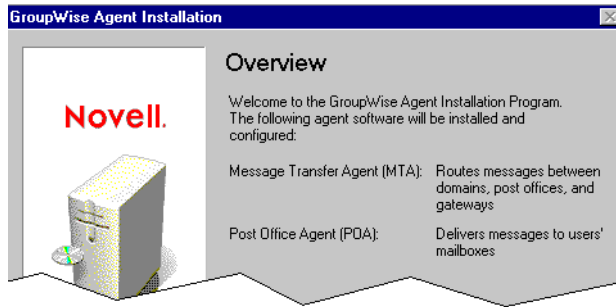 GroupWise Agent Installation
Novell.
Overview
Welcome to the GroupWise Agent Installation Program.
The following agent software will be installed and
configured:
Message Transfer Agent (MTA):
Routes messages between
domains, post offices, and
gateways
Post Office Agent (POA):
Delivers messages to users'
mailboxes